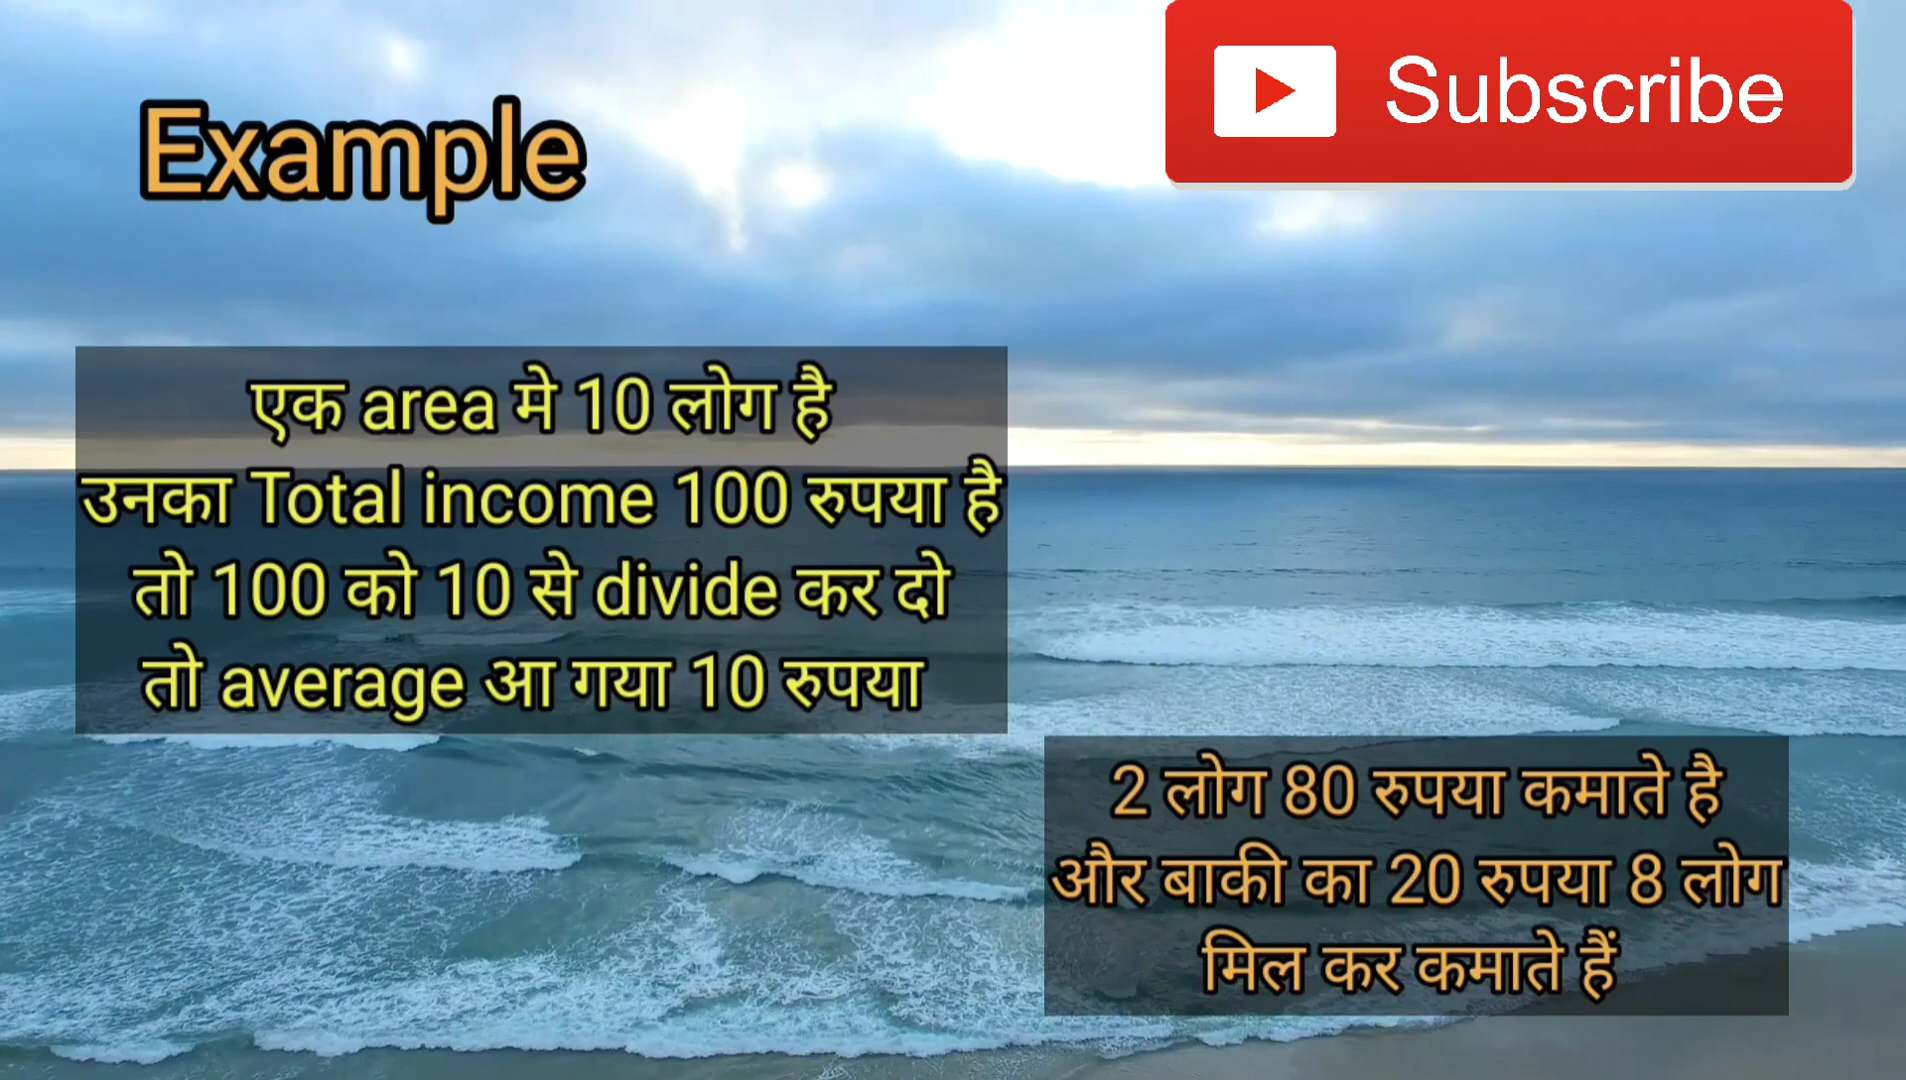 Subscribe
Example
एक area मे 10 लोग है
उनका Total income 100 रुपया है
तो 100 को 10 से divide कर दो
तो average आ गया 10 रुपया
2 लोग 80 रुपया कमाते है
और बाकी का 20 रुपया 8 लोग
मिल कर कमाते हैं